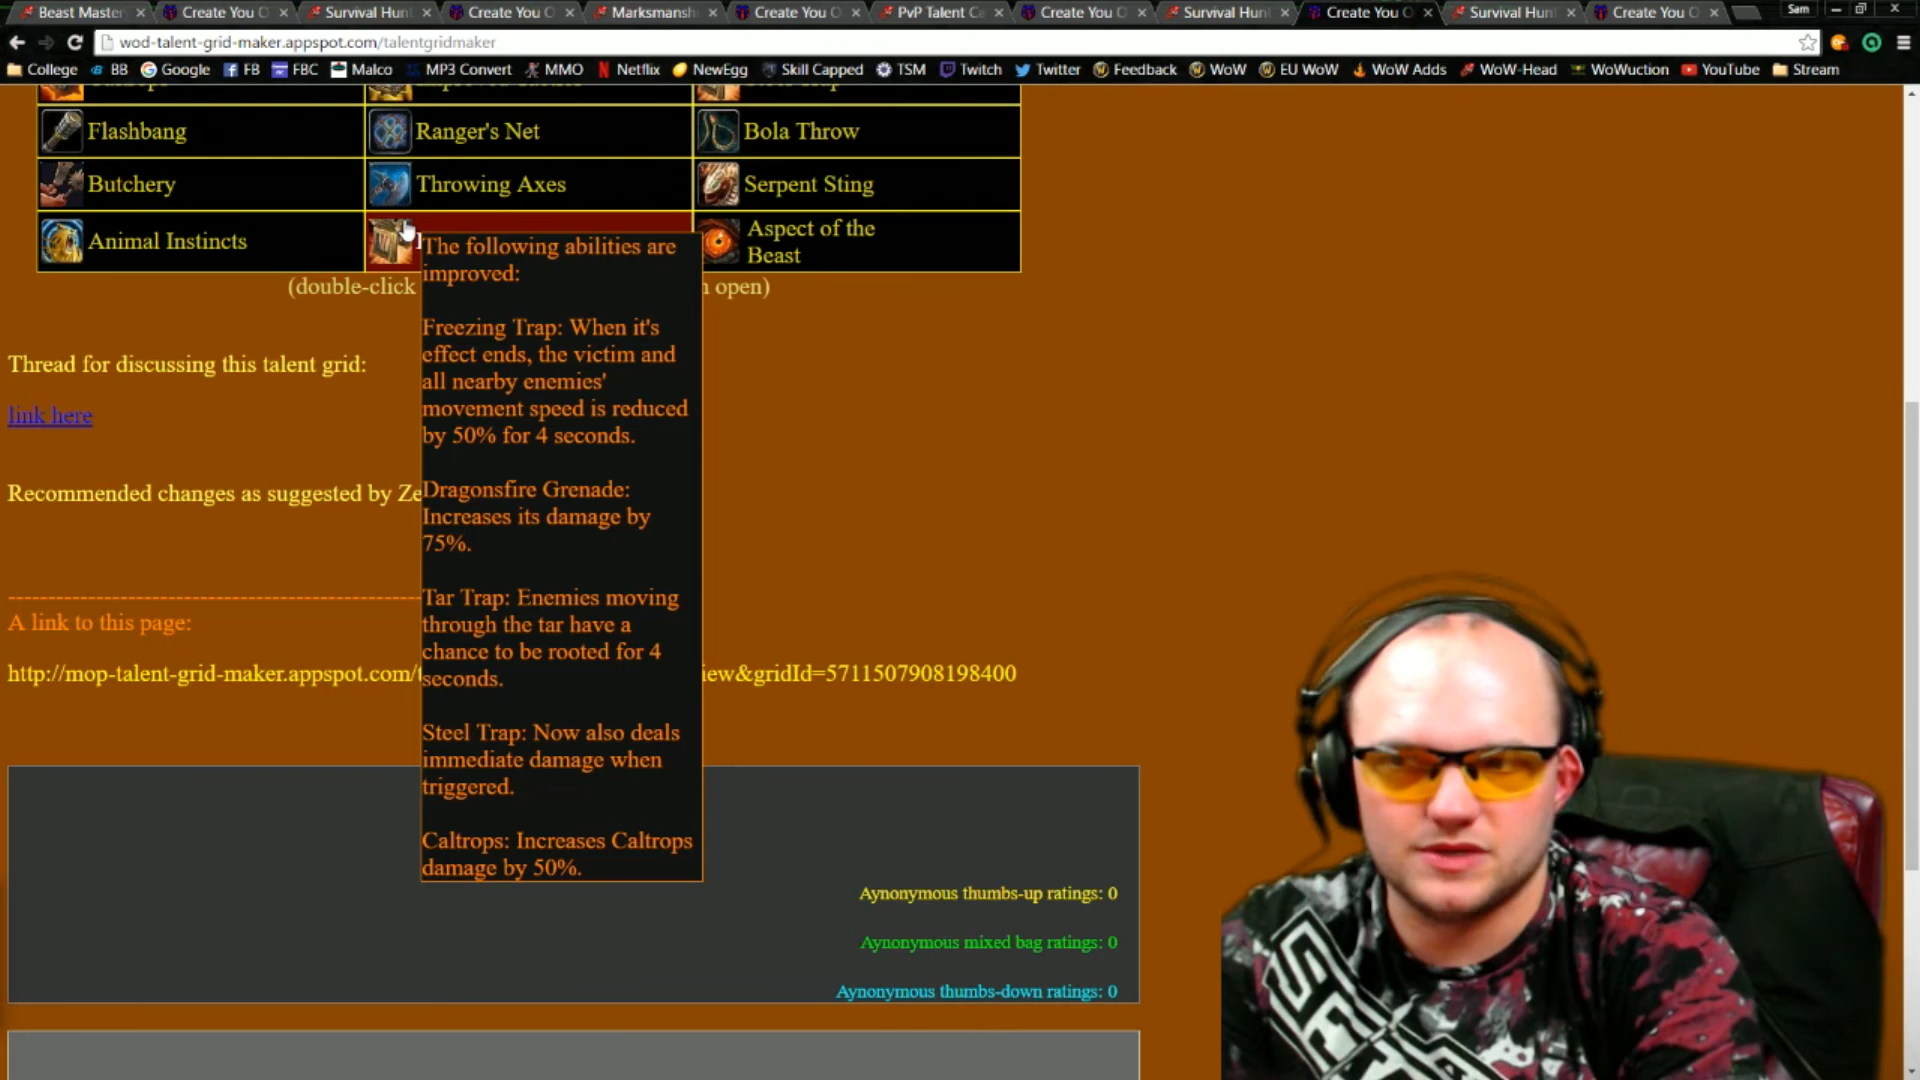 Beast Master
Create You O
Survival Hun
Create You O
Marksmansh
Create You O
PvP Talent Ca
Create You O
Survival Hun
Create You O
Survival Hun
Create You O
Sam
wod-talent-grid-maker.appspot.com/talentgridmaker
College
BB
Google
FB
FBC
Malco
MP3 Convert
MMO
Netflix
NewEgg
Skill Capped
TSM
Twitch
Twitter
Feedback
WoW
EU WoW
WoW Adds
WoW-Head
WoWuction
YouTube
Stream
Flashbang
Ranger's Net
Bola Throw
Butchery
Throwing Axes
Serpent Sting
Animal Instincts
Aspect of the
Beast
The following abilities are
improved:
Freezing Trap: When it's
effect ends, the victim and
all nearby enemies'
movement speed is reduced
by 50% for 4 seconds.
Dragonsfire Grenade:
Increases its damage by
75%.
Tar Trap: Enemies moving
through the tar have a
chance to be rooted for 4
seconds.
Steel Trap: Now also deals
immediate damage when
triggered.
Caltrops: Increases Caltrops
damage by 50%.
(double-click
open)
Thread for discussing this talent grid:
link here
Recommended changes as suggested by Ze
A link to this page:
http://mop-talent-grid-maker.appspot.com/t
iew&gridId=5711507908198400
Aynonymous thumbs-up ratings: 0
Aynonymous mixed bag ratings: 0
Aynonymous thumbs-down ratings: 0